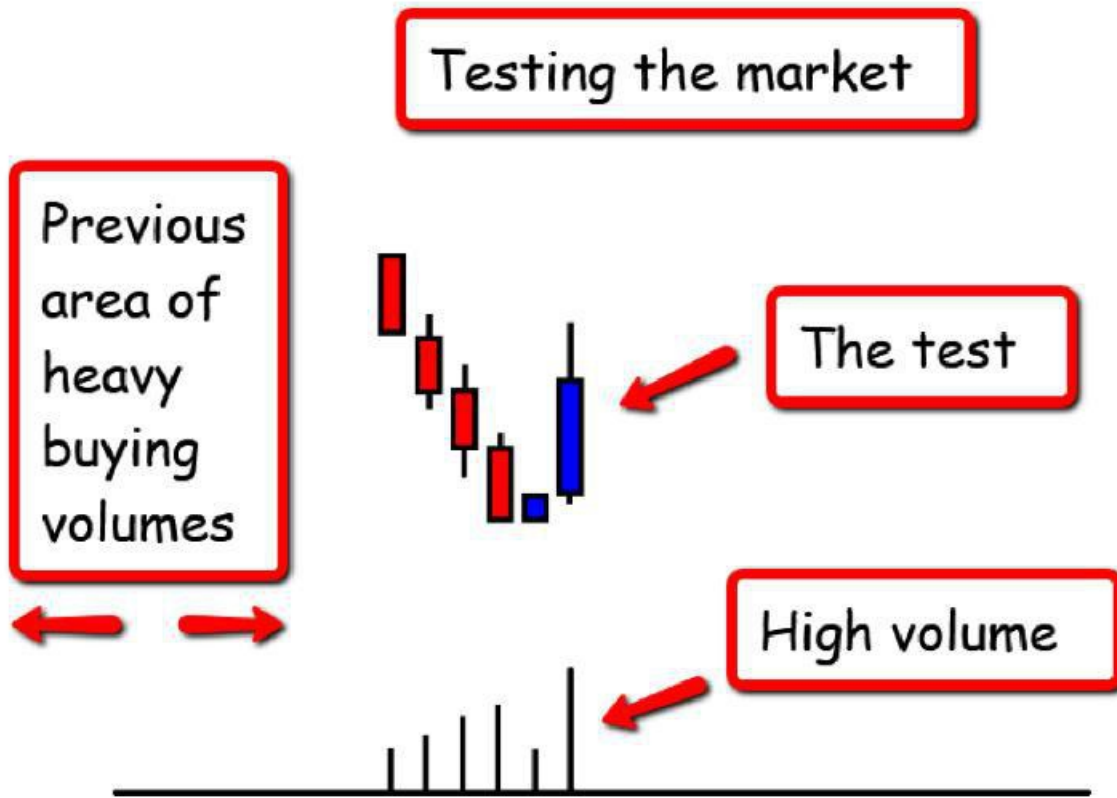 Testing the market
Previous
area of
heavy
buying
volumes
The test
High volume